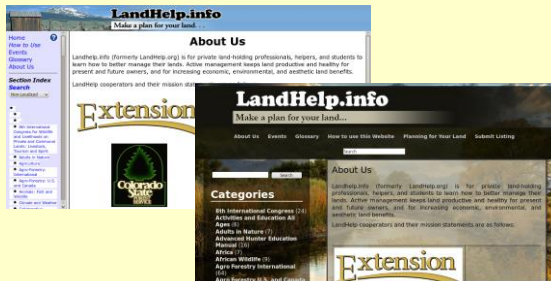 LandHelp.info
Make a plan for your land. . .
Home
How to Use
Events
Glossary
About Us
Section Index
Search
About Us
LandHelp.info (formerly LandHelp.org) is for private land-holding professionals, helpers, and students to
learn how to better manage their lands. Active management keeps land productive and healthy for
present and future owners, and for increasing economic, environmental, and aesthetic land benefits.
LandHelp cooperators and their mission
Extension
Colorado
State
LandHelp.info
Make a plan for your land...
About Us Events Glossary How to use this Website Planning for Your Land Submit Listing
Search
Search
Categories
8th International Congress (24)
Activities and Education All
Ages (8)
Adults in Nature (7)
Advanced Hunter Education
Manual (16)
Africa (7)
African Wildlife (9)
Agro Forestry International
(64)
Agro Forestry U.S. and Canada
About Us
LandHelp.info (formerly LandHelp.org) is for private land-holding
professionals, helpers, and students to learn how to better manage their
lands. Active management keeps land productive and healthy for present
and future owners, and for increasing economic, environmental, and
aesthetic land benefits.
LandHelp cooperators and their mission statements are as follows:
Extension